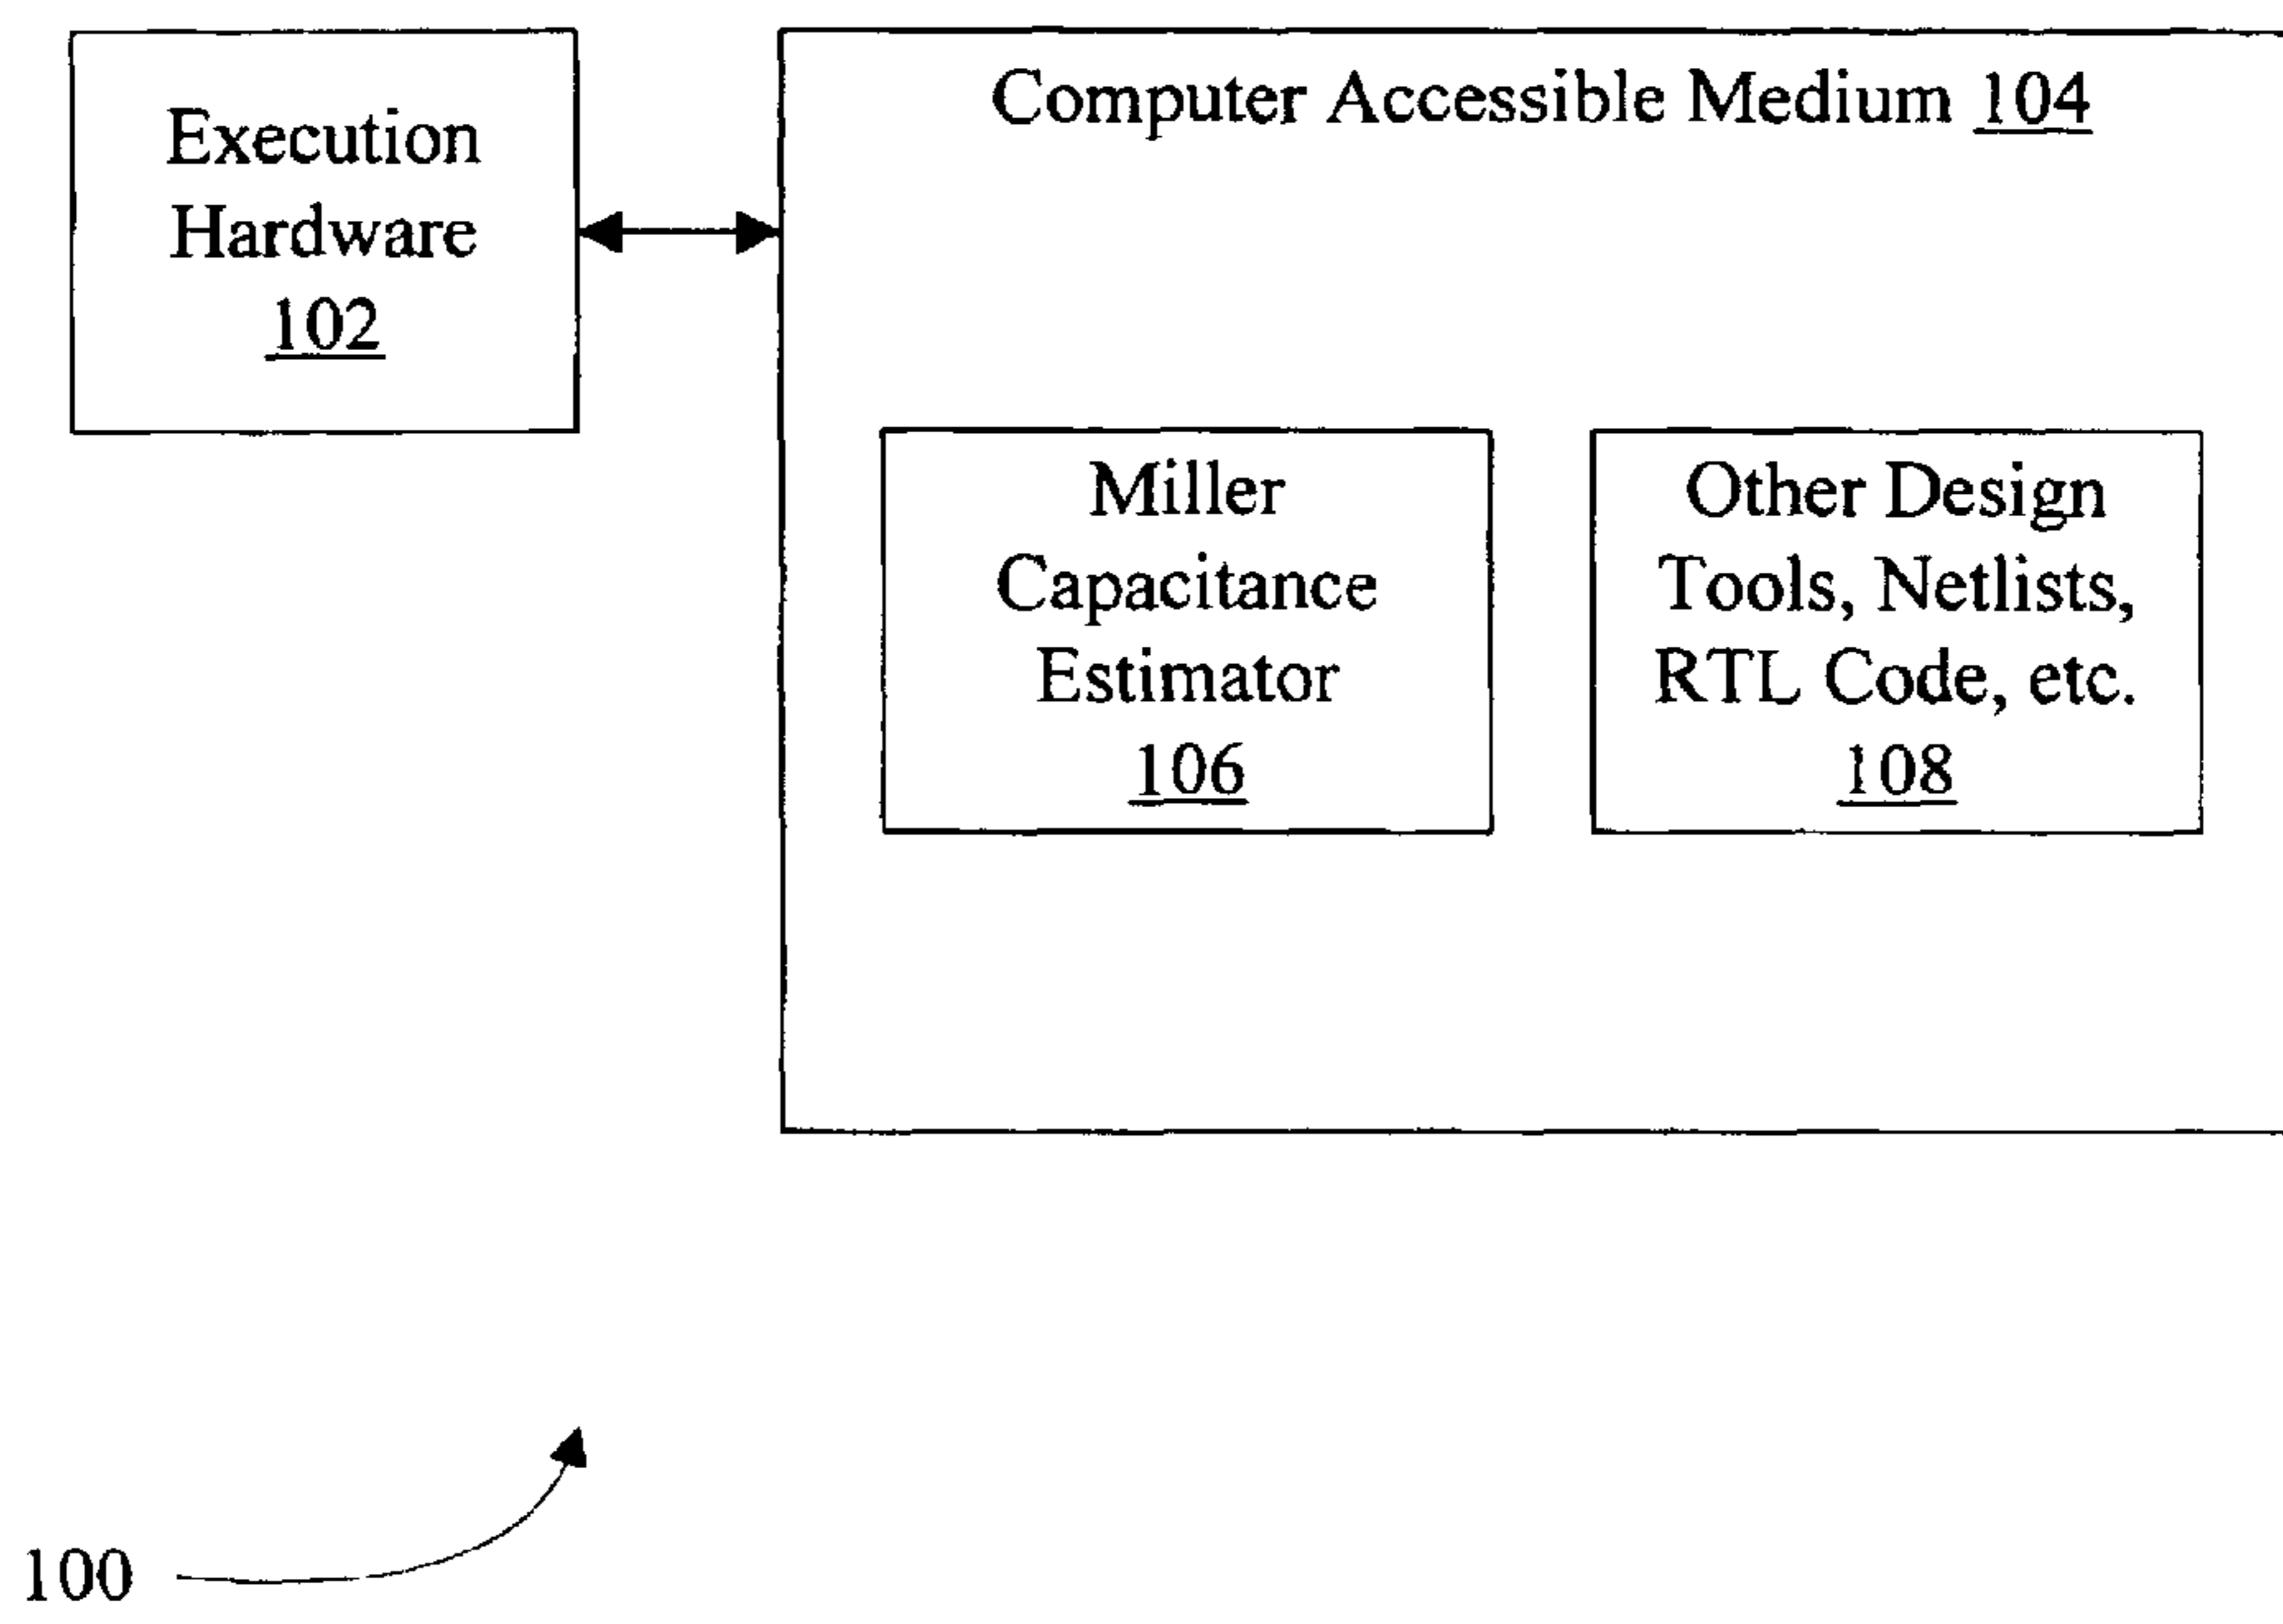 Execution
Hardware
102
Computer Accessible Medium 104
Miller
Capacitance
Estimator
106
Other Design
Tools, Netlists,
RTL Code, etc.
108
100